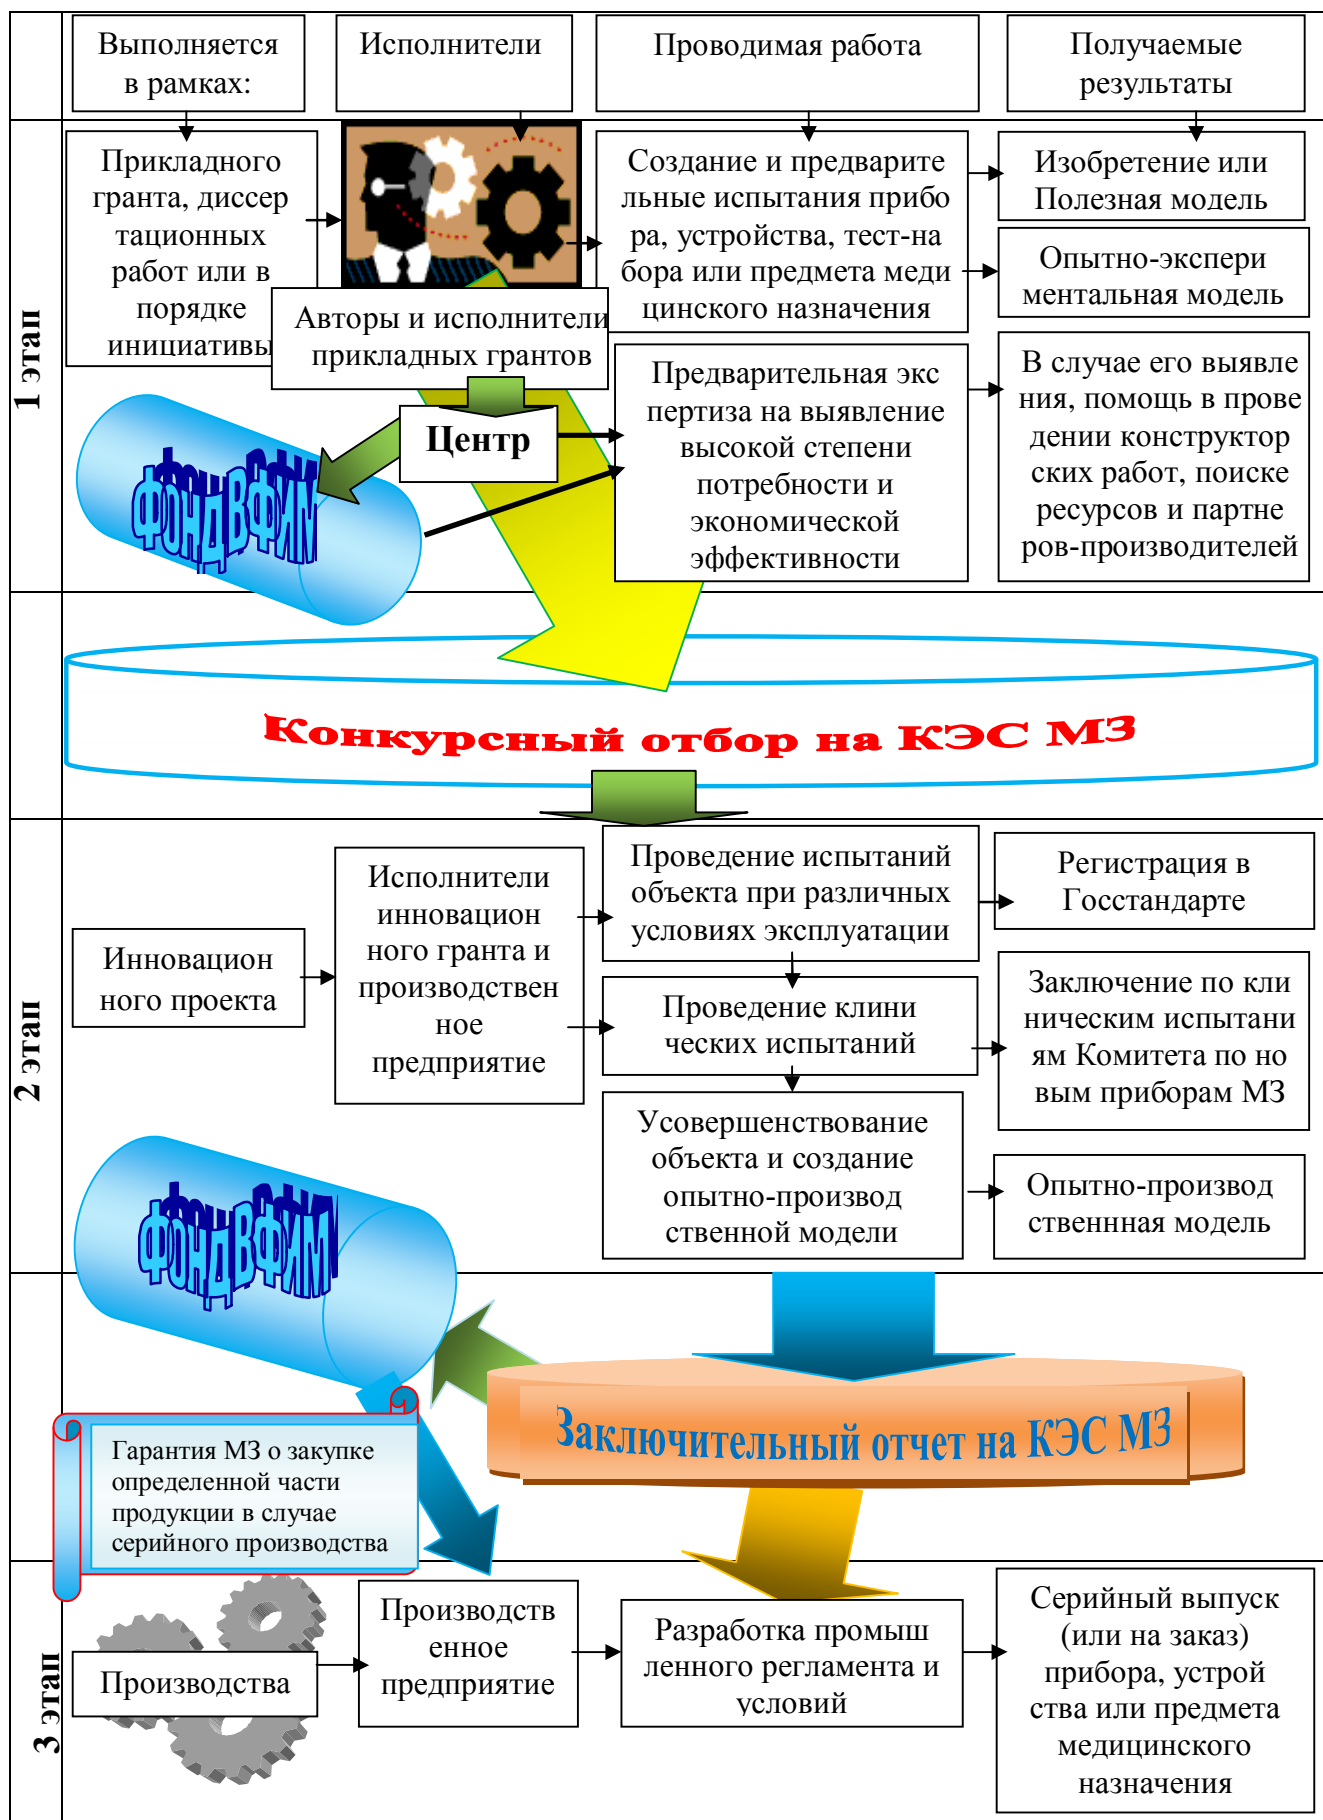 Выполняется
в рамках:
Исполнители
Проводимая работа
Получаемые
результаты
1 этап
Прикладного
гранта, диссер
тационных
работ или в
порядке
инициативы
Авторы и исполнители
прикладных грантов
Центр
ФОНД ВФИМ
Создание и предварите
льные испытания прибо
ра, устройства, тест-на
бора или предмета меди
цинского назначения
Изобретение или
Полезная модель
Опытно-экспери
ментальная модель
Предварительная экс
пертиза на выявление
высокой степени
потребности и
экономической
эффективности
В случае его выявле
ния, помощь в прове
дении конструктор
ских работ, поиске
ресурсов и партне
ров-производителей
Конкурсный отбор на КЭС МЗ
2 этап
Инновацион
ного проекта
Исполнители
инновацион
ного гранта и
производствен
ное
предприятие
Проведение испытаний
объекта при различных
условиях эксплуатации
Регистрация в
Госстандарте
Проведение клини
ческих испытаний
Заключение по кли
ническим испытани
ям Комитета по но
вым приборам МЗ
Усовершенствование
объекта и создание
опытно-производ
ственной модели
Опытно-производ
ственнная модель
ФОНД ВФИМ
Заключительный отчет на КЭС МЗ
Гарантия МЗ о закупке
определенной части
продукции в случае
серийного производства
3 этап
Производства
Производств
енное
предприятие
Разработка промыш
ленного регламента и
условий
Серийный выпуск
(или на заказ)
прибора, устрой
ства или предмета
медицинского
назначения